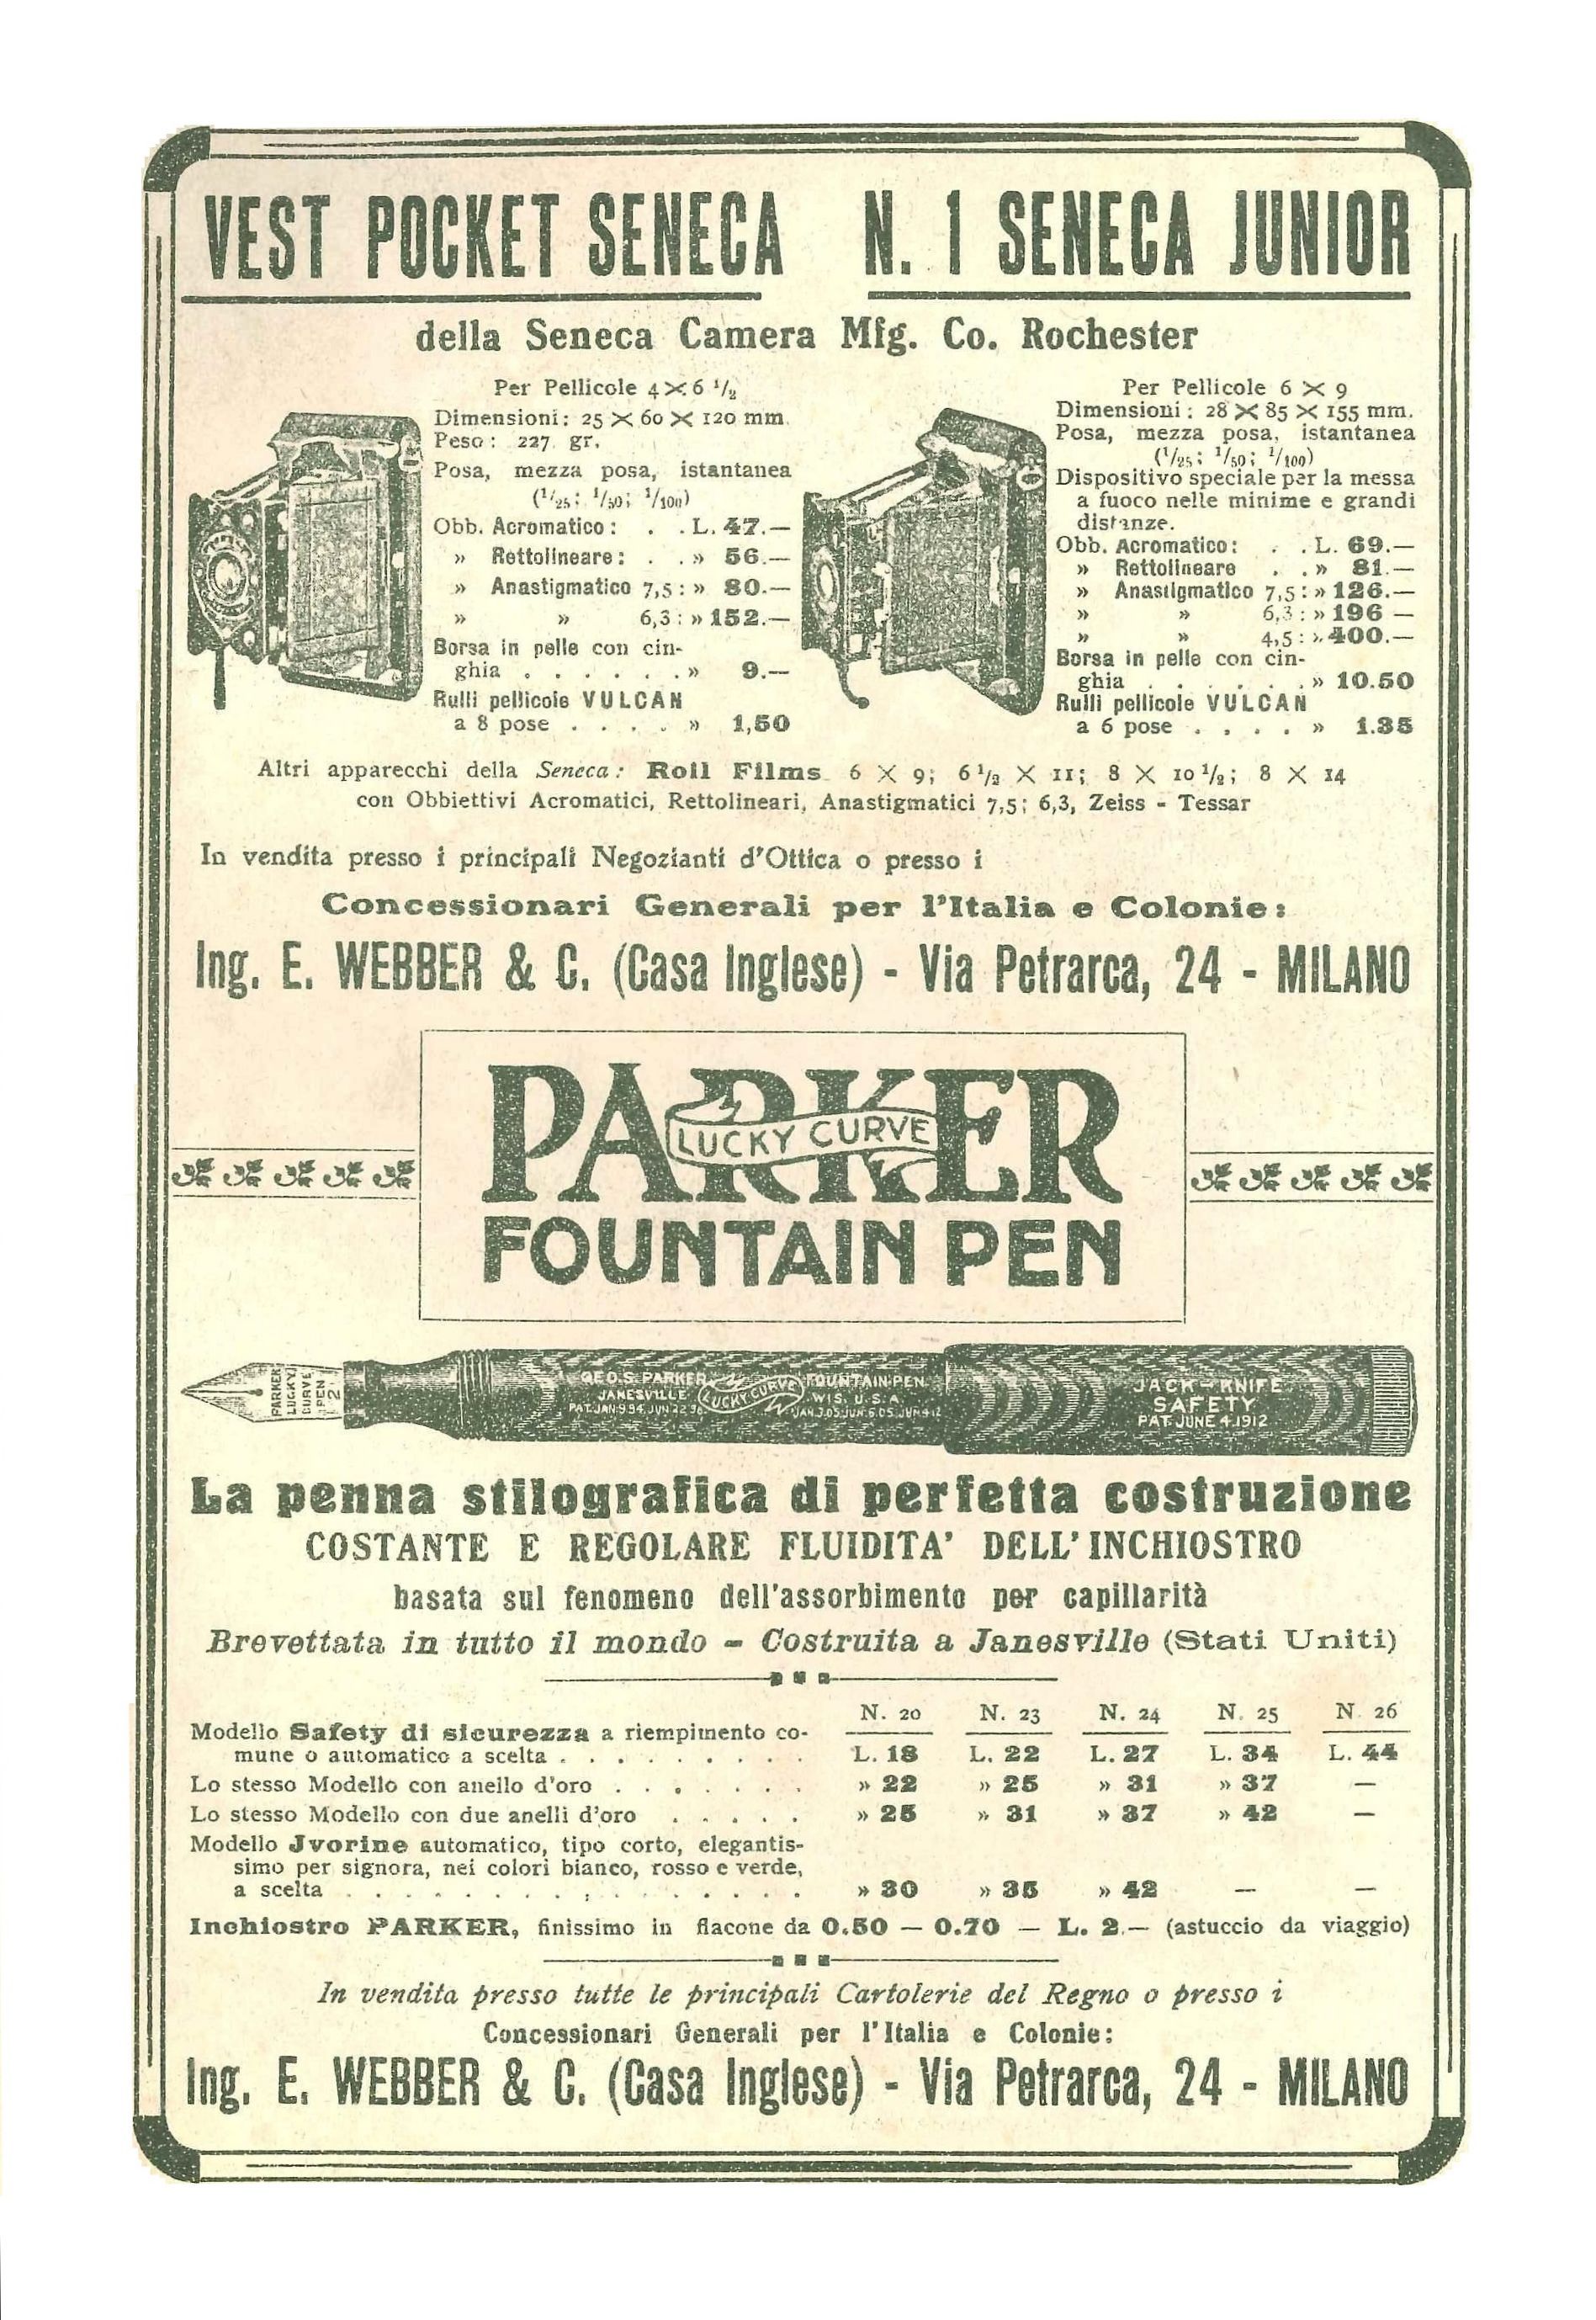 VEST POCKET SENECA
N. 1 SENECA JUNIOR
della Seneca Camera Mfg. Co. Rochester
Per Pellicole 4 × 6 1/2
Dimensioni: 25 × 60 × 120 mm.
Peso: 227 gr.
Posa, mezza posa, istantanea
(1/25; 1/50; 1/100)
Obb. Acromatico: . . L. 47.—
» Rettolineare: . . » 56.—
» Anastigmatico 7,5: » 80.—
» » 6,3: » 152.—
Borsa in pelle con cin-
ghia . . . . . . » 9.—
Rulli pellicole VULCAN
a 8 pose . . . . » 1,50
Per Pellicole 6 × 9
Dimensioni: 28 × 85 × 155 mm.
Posa, mezza posa, istantanea
(1/25; 1/50; 1/100)
Dispositivo speciale per la messa
a fuoco nelle minime e grandi
distanze.
Obb. Acromatico: . . L. 69.—
» Rettolineare . . » 81.—
» Anastigmatico 7,5: » 126.—
» » 6,3: » 196 —
» » 4,5: » 400.—
Borsa in pelle con cin-
ghia . . . . . . » 10.50
Rulli pellicole VULCAN
a 6 pose . . . . » 1.35
Altri apparecchi della Seneca: Roll Films 6 × 9; 6 1/2 × 11; 8 × 10 1/2; 8 × 14
con Obbiettivi Acromatici, Rettolineari, Anastigmatici 7,5; 6,3, Zeiss - Tessar
In vendita presso i principali Negozianti d'Ottica o presso i
Concessionari Generali per l'Italia e Colonie:
Ing. E. WEBBER & C. (Casa Inglese) - Via Petrarca, 24 - MILANO
PARKER
LUCKY CURVE
FOUNTAIN PEN
PARKER
LUCKY
CURVE
PEN
2
GEO. S. PARKER FOUNTAIN PEN
JANESVILLE LUCKY CURVE WIS. U.S.A.
PAT. JAN. 9. 94. JUN 22 JAN. 3. 05. JUN. 6. 05. JUN 4 12
JACK-KNIFE
SAFETY
PAT. JUNE 4. 1912
La penna stilografica di perfetta costruzione
COSTANTE E REGOLARE FLUIDITA' DELL'INCHIOSTRO
basata sul fenomeno dell'assorbimento per capillarità
Brevettata in tutto il mondo - Costruita a Janesville (Stati Uniti)
N. 20 N. 23 N. 24 N. 25 N. 26
Modello Safety di sicurezza a riempimento co-
mune o automatico a scelta . . . . . . . . . L. 18 L. 22 L. 27 L. 34 L. 44
Lo stesso Modello con anello d'oro . . . . . . . » 22 » 25 » 31 » 37 —
Lo stesso Modello con due anelli d'oro . . . . . » 25 » 31 » 37 » 42 —
Modello Jvorine automatico, tipo corto, elegantis-
simo per signora, nei colori bianco, rosso e verde,
a scelta . . . . . . . . . . . . . . . . » 30 » 35 » 42 — —
Inchiostro PARKER, finissimo in flacone da 0.50 — 0.70 — L. 2.— (astuccio da viaggio)
In vendita presso tutte le principali Cartolerie del Regno o presso i
Concessionari Generali per l'Italia e Colonie:
Ing. E. WEBBER & C. (Casa Inglese) - Via Petrarca, 24 - MILANO